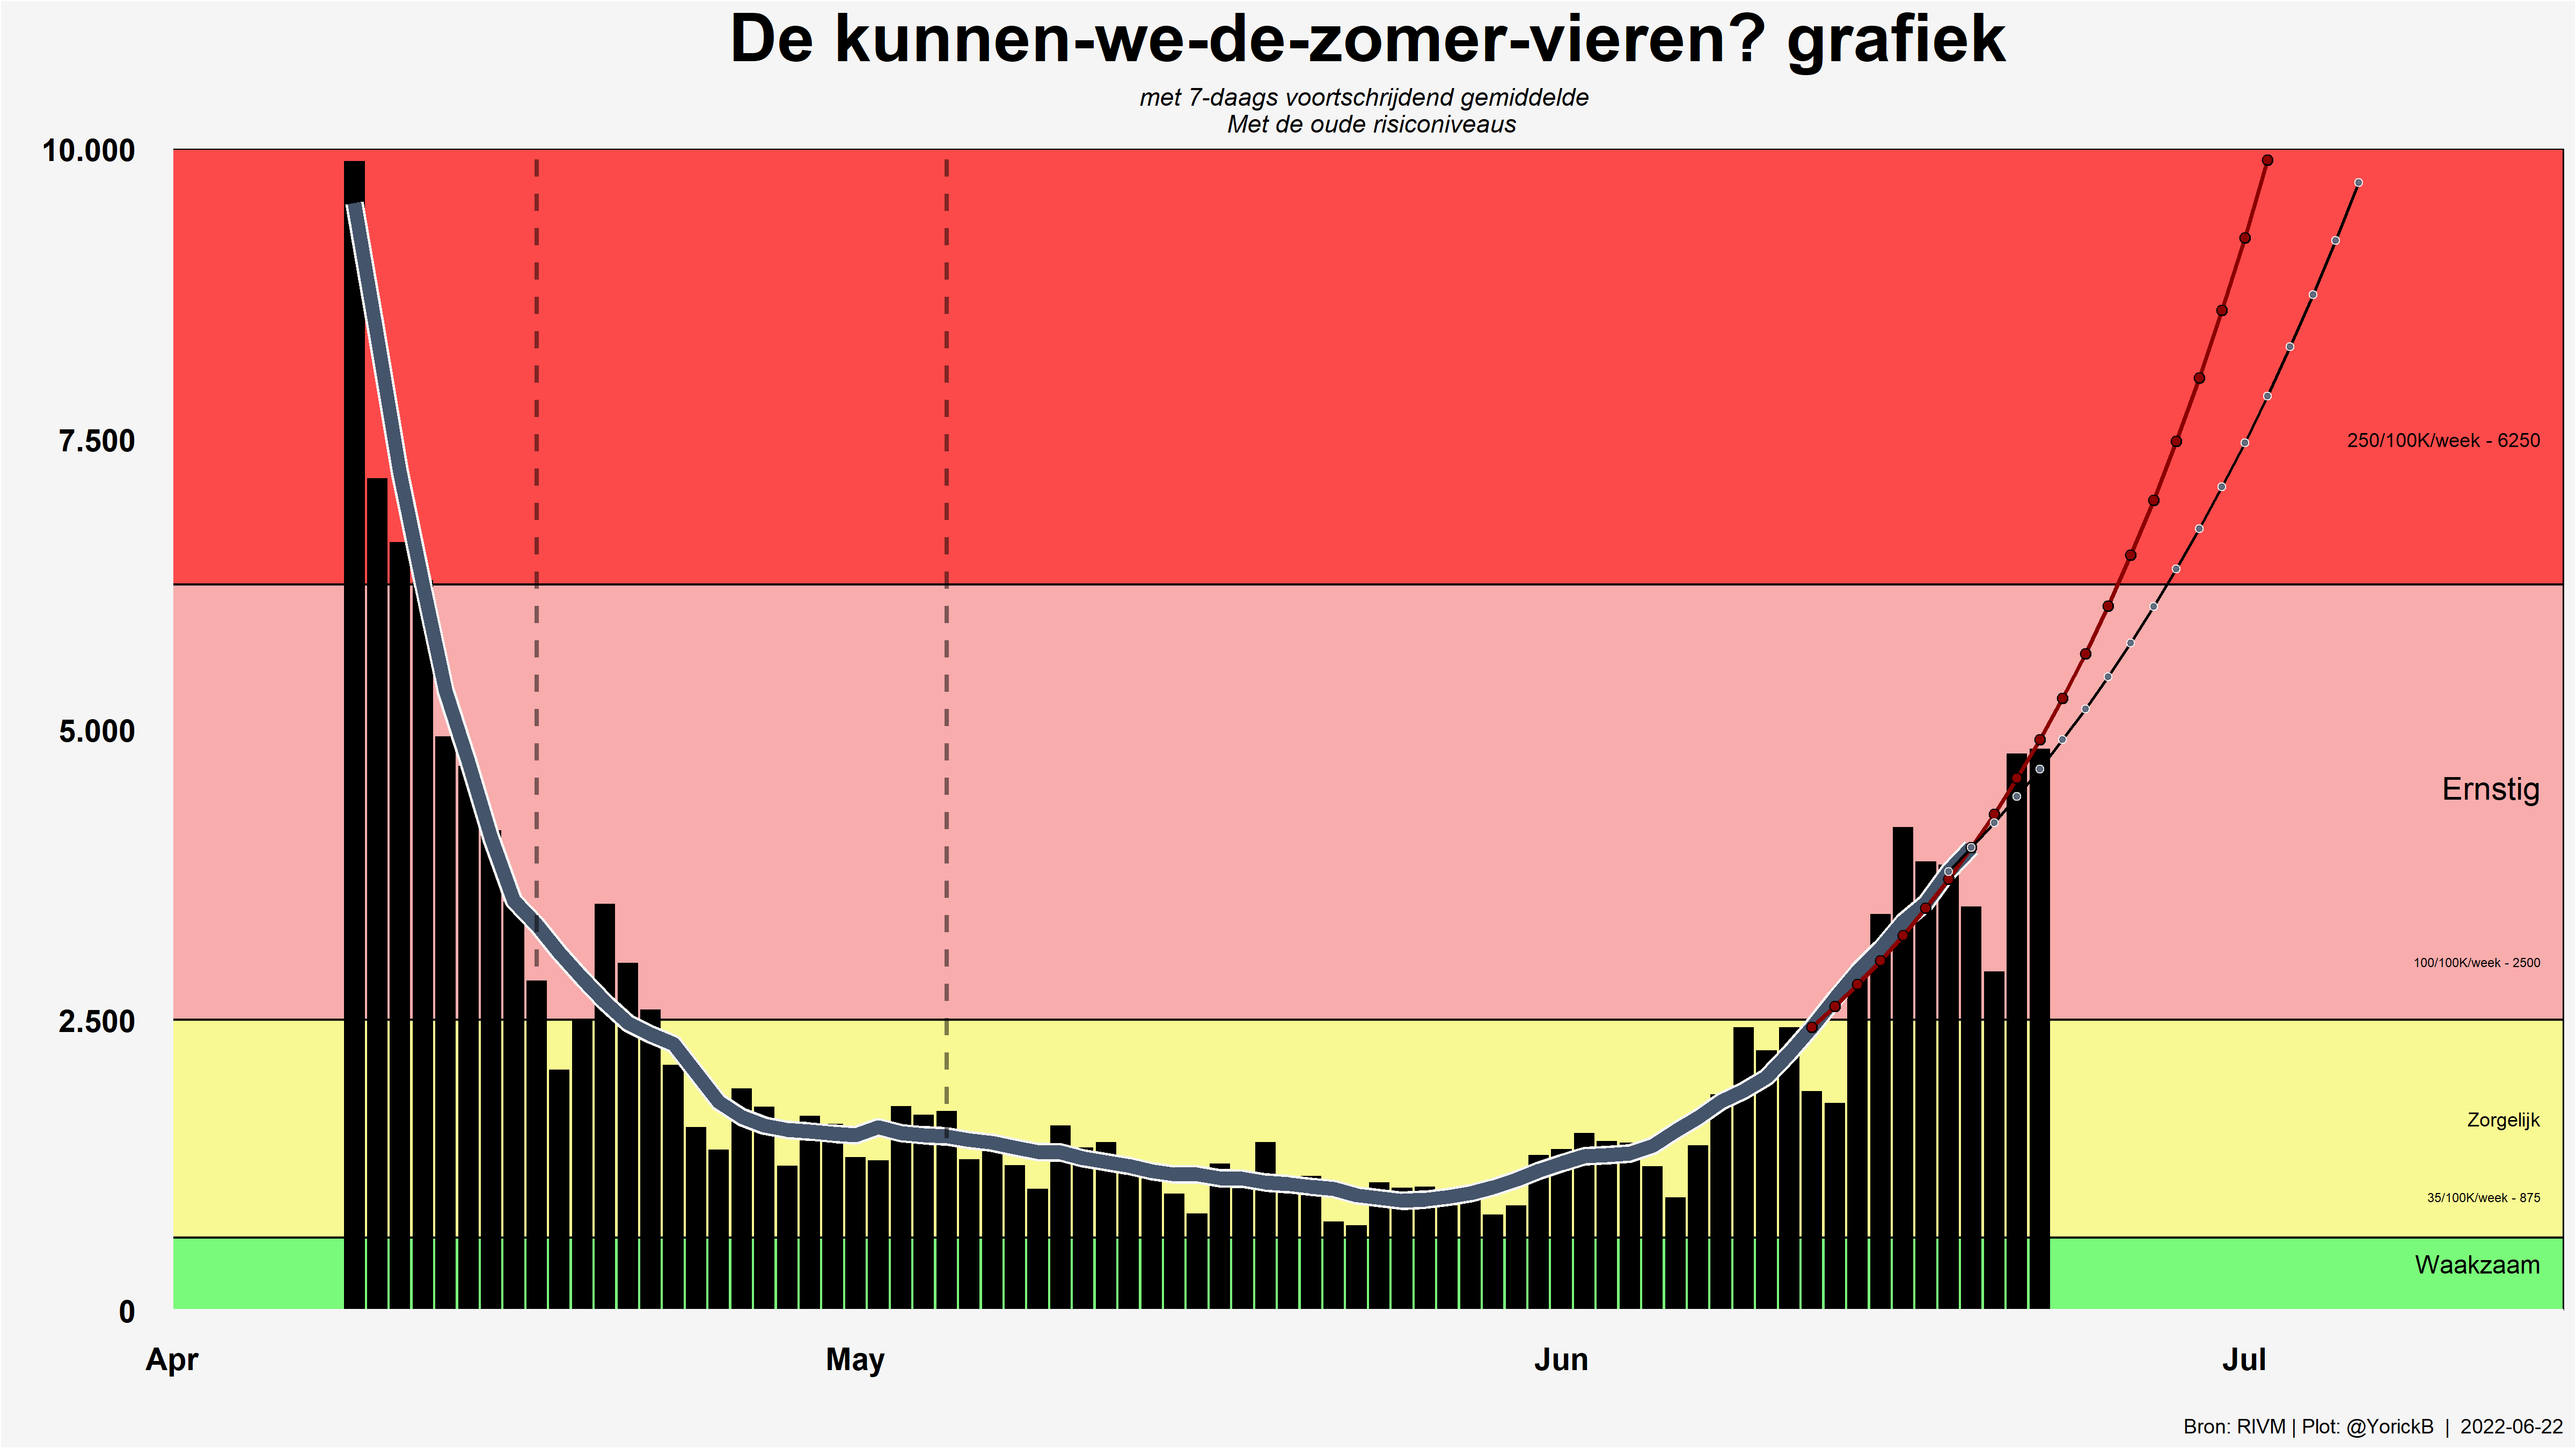 De kunnen-we-de-zomer-vieren? grafiek
met 7-daags voortschrijdend gemiddelde
Met de oude risiconiveaus
10.000
7.500
250/100K/week - 6250
5.000
Ernstig
100/100K/week - 2500
2.500
Zorgelijk
35/100K/week - 875
Waakzaam
0
Apr May Jun Jul
Bron: RIVM | Plot: @YorickB | 2022-06-22